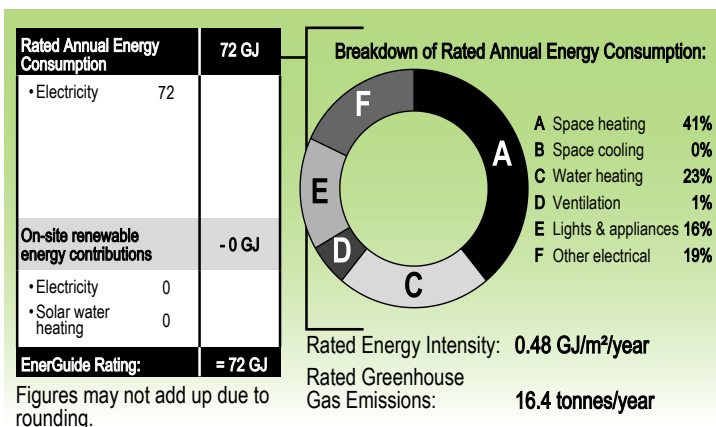 Rated Annual Energy
Consumption
72 GJ
• Electricity 72
On-site renewable
energy contributions
- 0 GJ
• Electricity 0
• Solar water
heating
0
EnerGuide Rating: = 72 GJ
Figures may not add up due to
rounding.
Breakdown of Rated Annual Energy Consumption:
F
A
E
D
C
A Space heating 41%
B Space cooling 0%
C Water heating 23%
D Ventilation 1%
E Lights & appliances 16%
F Other electrical 19%
Rated Energy Intensity: 0.48 GJ/m²/year
Rated Greenhouse
Gas Emissions: 16.4 tonnes/year